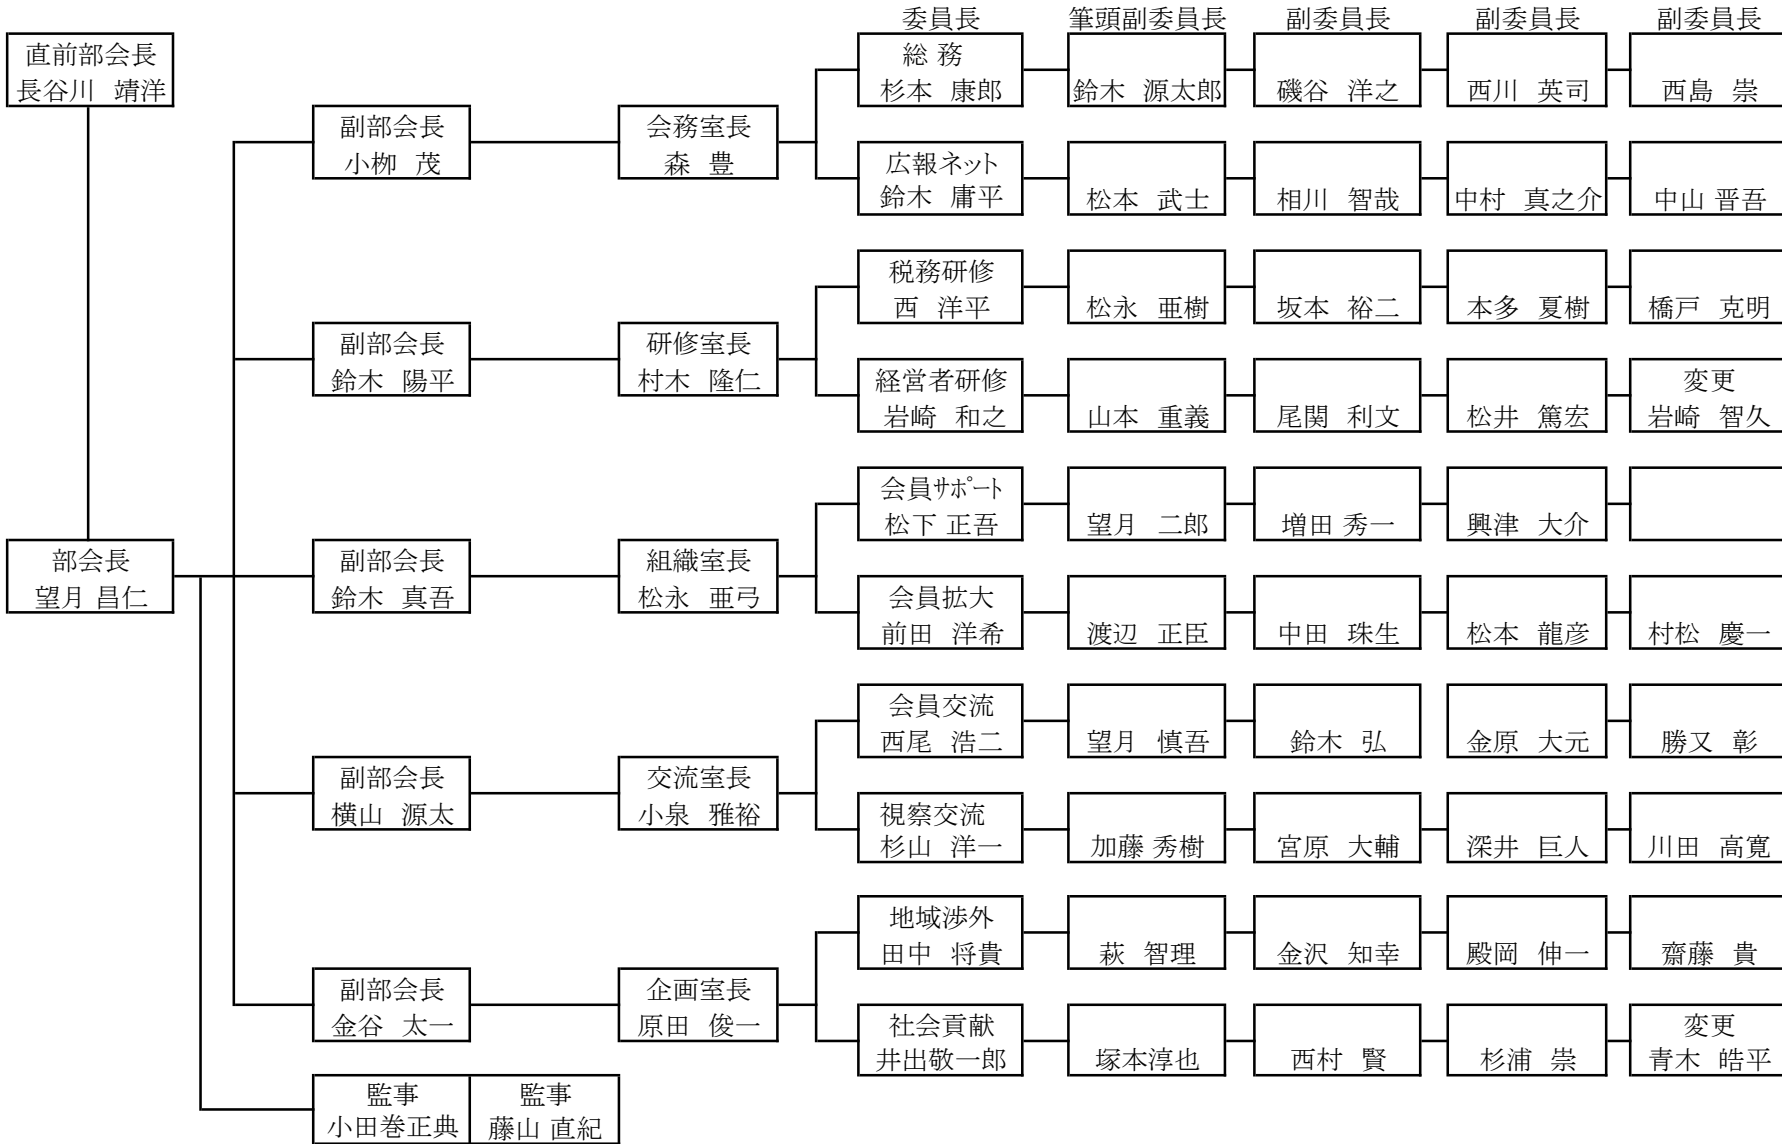 委員長 筆頭副委員長 副委員長 副委員長 副委員長
直前部会長
長谷川 靖洋
総 務
杉本 康郎 鈴木 源太郎 磯谷 洋之 西川 英司 西島 崇
副部会長 会務室長
小栁 茂 森 豊
広報ネット
鈴木 庸平 松本 武士 相川 智哉 中村 真之介 中山 晋吾
税務研修
西 洋平 松永 亜樹 坂本 裕二 本多 夏樹 橋戸 克明
副部会長 研修室長
鈴木 陽平 村木 隆仁
経営者研修 変更
岩崎 和之 山本 重義 尾関 利文 松井 篤宏 岩崎 智久
会員ｻﾎﾟｰﾄ
松下 正吾 望月 二郎 増田 秀一 興津 大介
部会長 副部会長 組織室長
望月 昌仁 鈴木 真吾 松永 亜弓
会員拡大
前田 洋希 渡辺 正臣 中田 珠生 松本 龍彦 村松 慶一
会員交流
西尾 浩二 望月 慎吾 鈴木 弘 金原 大元 勝又 彰
副部会長 交流室長
横山 源太 小泉 雅裕
視察交流
杉山 洋一 加藤 秀樹 宮原 大輔 深井 巨人 川田 高寛
地域渉外
田中 将貴 萩 智理 金沢 知幸 殿岡 伸一 齋藤 貴
副部会長 企画室長
金谷 太一 原田 俊一
社会貢献 変更
井出敬一郎 塚本淳也 西村 賢 杉浦 崇 青木 皓平
監事 監事
小田巻正典 藤山 直紀